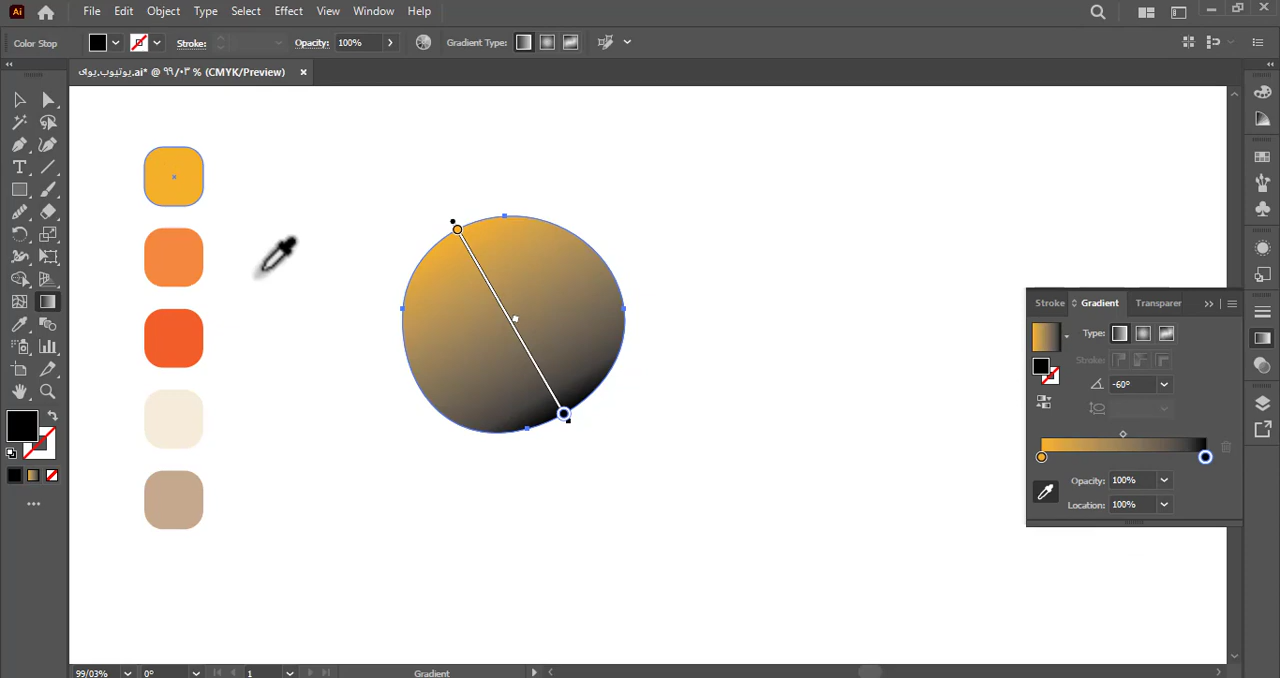 Ai File Edit Object Type Select Effect View Window Help
Color Stop Stroke: Opacity: 100% Gradient Type:
یوتیوب.یوای.ai* @ ۹۹/۰۳ % (CMYK/Preview) ×
Stroke Gradient Transparer
Type:
Stroke:
-60°
Opacity: 100%
Location: 100%
99/03% 0° 1 Gradient